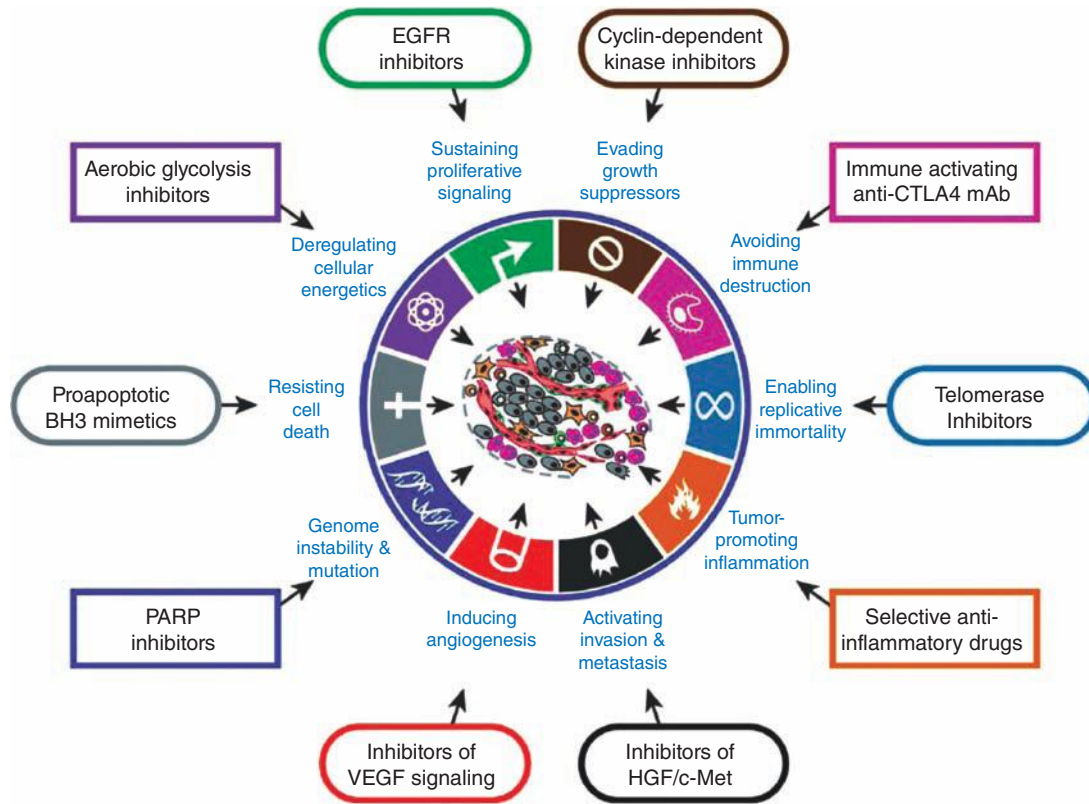 EGFR
inhibitors
Cyclin-dependent
kinase inhibitors
Sustaining
proliferative
signaling
Evading
growth
suppressors
Aerobic glycolysis
inhibitors
Immune activating
anti-CTLA4 mAb
Deregulating
cellular
energetics
Avoiding
immune
destruction
Proapoptotic
BH3 mimetics
Resisting
cell
death
Enabling
replicative
immortality
Telomerase
Inhibitors
Genome
instability &
mutation
Tumor-
promoting
inflammation
PARP
inhibitors
Inducing
angiogenesis
Activating
invasion &
metastasis
Selective anti-
inflammatory drugs
Inhibitors of
VEGF signaling
Inhibitors of
HGF/c-Met